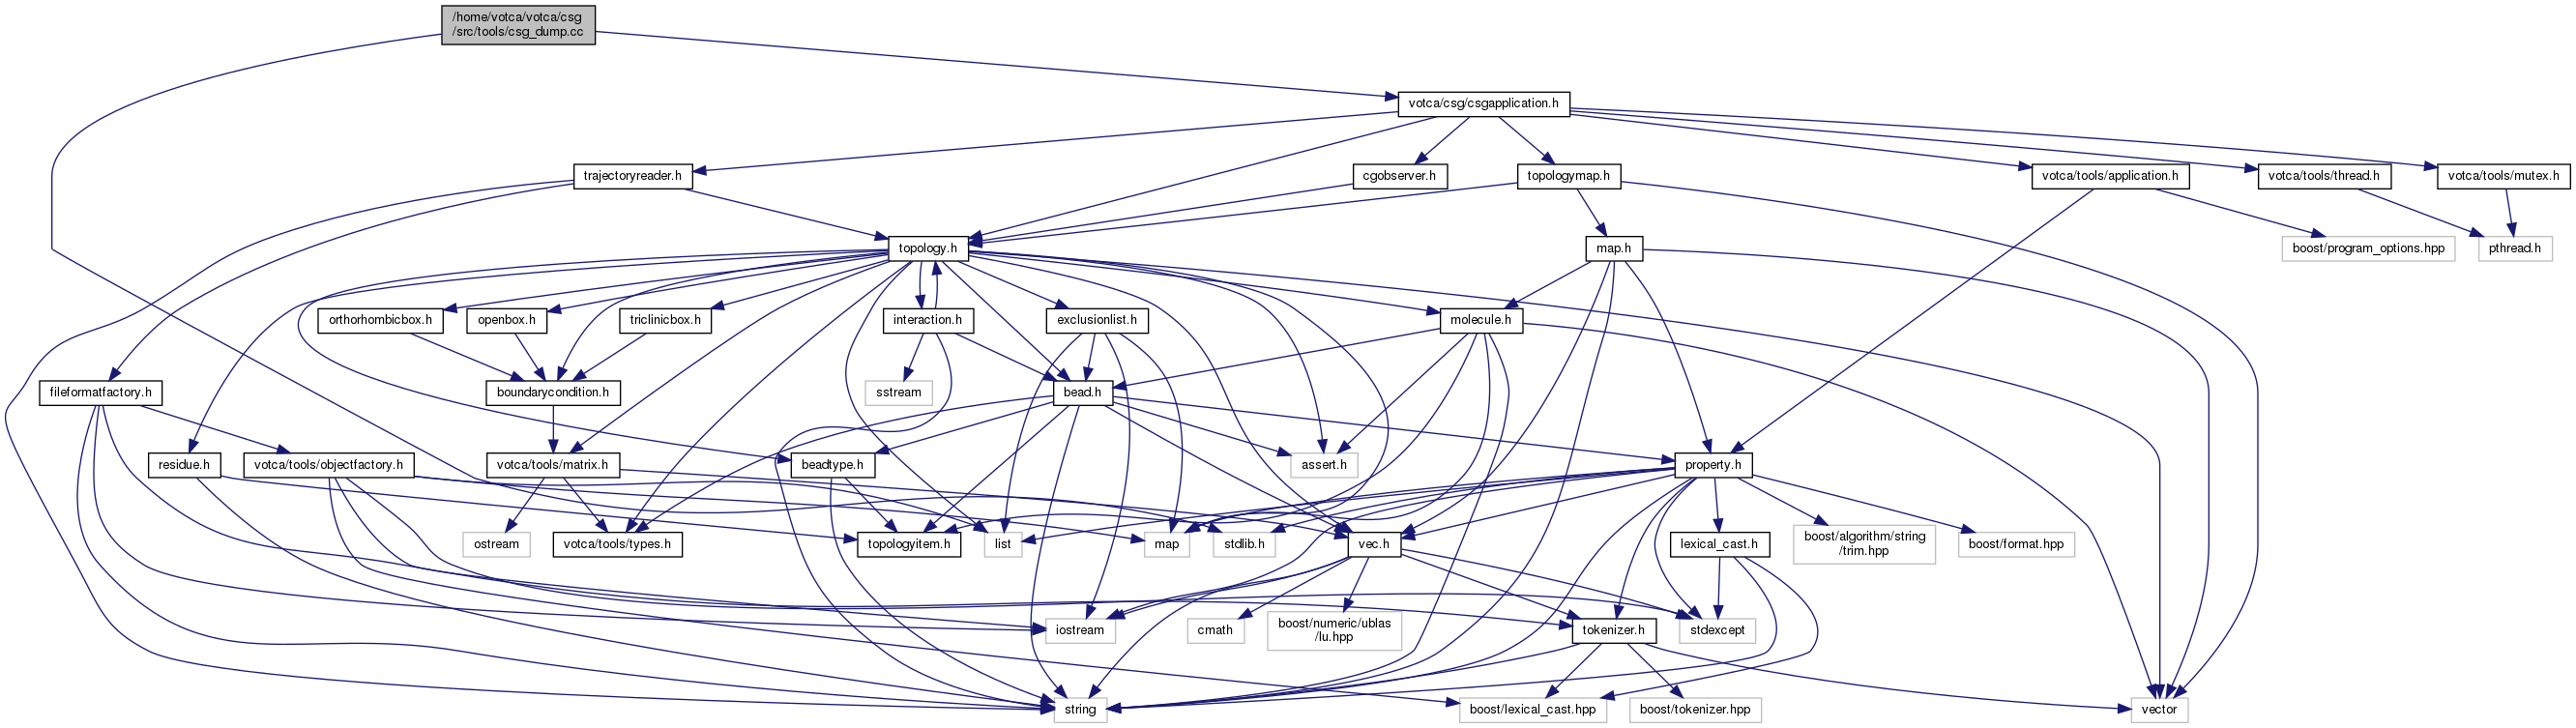 /home/votca/votca/csg
/src/tools/csg_dump.cc
votca/csg/csgapplication.h
trajectoryreader.h
cgobserver.h
topologymap.h
votca/tools/application.h
votca/tools/thread.h
votca/tools/mutex.h
topology.h
map.h
boost/program_options.hpp
pthread.h
orthorhombicbox.h
openbox.h
triclinicbox.h
interaction.h
exclusionlist.h
molecule.h
fileformatfactory.h
boundarycondition.h
sstream
bead.h
residue.h
votca/tools/objectfactory.h
votca/tools/matrix.h
beadtype.h
assert.h
property.h
ostream
votca/tools/types.h
topologyitem.h
list
map
stdlib.h
vec.h
lexical_cast.h
boost/algorithm/string
/trim.hpp
boost/format.hpp
iostream
cmath
boost/numeric/ublas
/lu.hpp
tokenizer.h
stdexcept
string
boost/lexical_cast.hpp
boost/tokenizer.hpp
vector